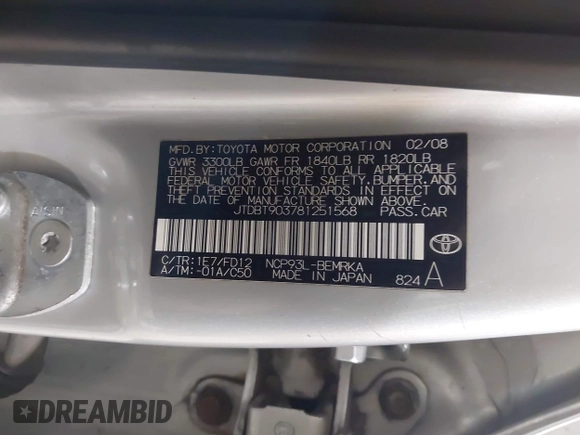 MFD.BY:TOYOTA MOTOR CORPORATION 02/08
GVWR 3300LB GAWR FR 1840LB RR 1820LB
THIS VEHICLE CONFORMS TO ALL APPLICABLE
FEDERAL MOTOR VEHICLE SAFETY, BUMPER, AND
THEFT PREVENTION STANDARDS IN EFFECT ON
THE DATE OF MANUFACTURE SHOWN ABOVE.
JTDBT903781251568 PASS.CAR
C/TR:1E7/FD12 NCP93L-BEMRKA
A/TM:-01A/C50 MADE IN JAPAN 824 A
AISIN
DREAMBID